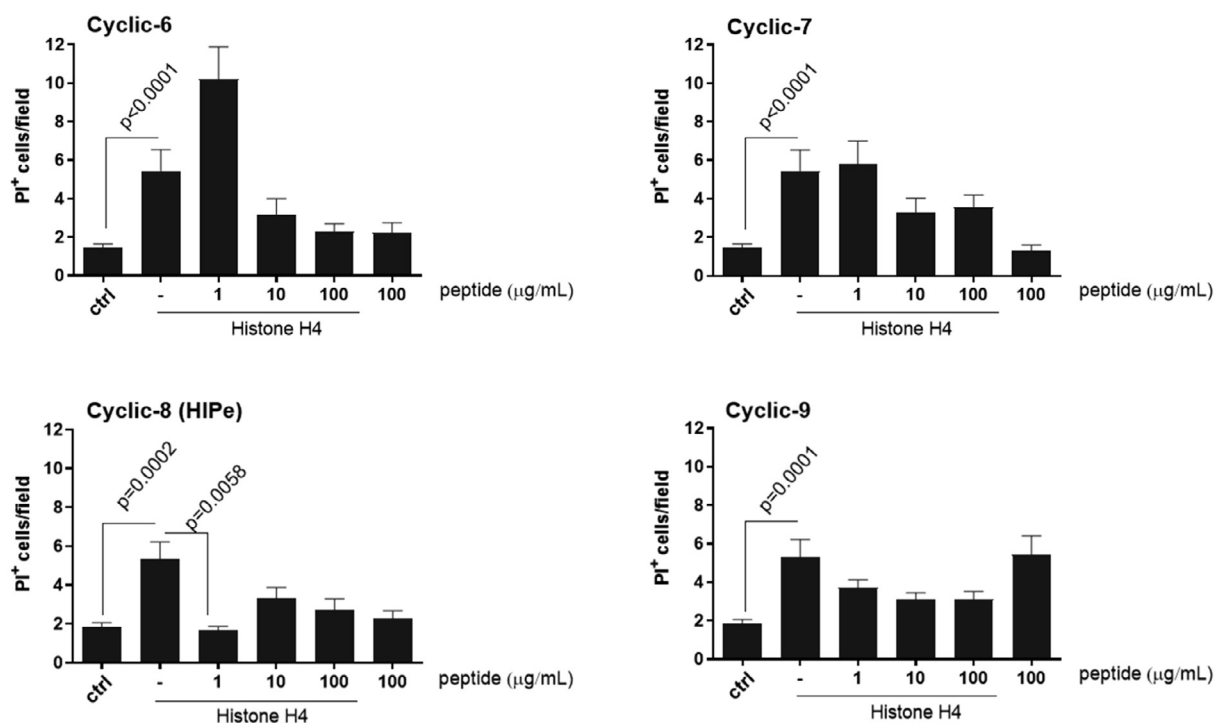 Cyclic-6
PI⁺ cells/field
12
10
8
6
4
2
0
p<0.0001
ctrl - 1 10 100 100 peptide (µg/mL)
Histone H4
Cyclic-7
PI⁺ cells/field
12
10
8
6
4
2
0
p<0.0001
ctrl - 1 10 100 100 peptide (µg/mL)
Histone H4
Cyclic-8 (HIPe)
PI⁺ cells/field
12
10
8
6
4
2
0
p=0.0002
p=0.0058
ctrl - 1 10 100 100 peptide (µg/mL)
Histone H4
Cyclic-9
PI⁺ cells/field
12
10
8
6
4
2
0
p=0.0001
ctrl - 1 10 100 100 peptide (µg/mL)
Histone H4